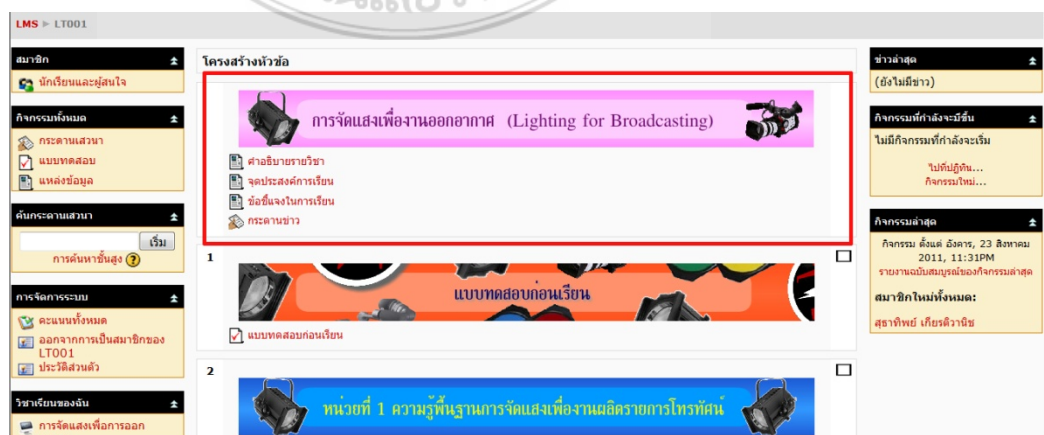 LMS ► LT001
สมาชิก
นักเรียนและผู้สนใจ
กิจกรรมทั้งหมด
กระดานเสวนา
แบบทดสอบ
แหล่งข้อมูล
ค้นกระดานเสวนา
เริ่ม
การค้นหาขั้นสูง ?
การจัดการระบบ
คะแนนทั้งหมด
ออกจากการเป็นสมาชิกของ
LT001
ประวัติส่วนตัว
วิชาเรียนของฉัน
การจัดแสงเพื่อการออก
โครงสร้างหัวข้อ
การจัดแสงเพื่องานออกอากาศ (Lighting for Broadcasting)
คำอธิบายรายวิชา
จุดประสงค์การเรียน
ข้อชี้แจงในการเรียน
กระดานข่าว
1
แบบทดสอบก่อนเรียน
แบบทดสอบก่อนเรียน
2
หน่วยที่ 1 ความรู้พื้นฐานการจัดแสงเพื่องานผลิตรายการโทรทัศน์
ข่าวล่าสุด
(ยังไม่มีข่าว)
กิจกรรมที่กำลังจะมีขึ้น
ไม่มีกิจกรรมที่กำลังจะเริ่ม
ไปที่ปฏิทิน...
กิจกรรมใหม่...
กิจกรรมล่าสุด
กิจกรรม ตั้งแต่ อังคาร, 23 สิงหาคม
2011, 11:31PM
รายงานฉบับสมบูรณ์ของกิจกรรมล่าสุด
สมาชิกใหม่ทั้งหมด:
สุธาทิพย์ เกียรติวานิช